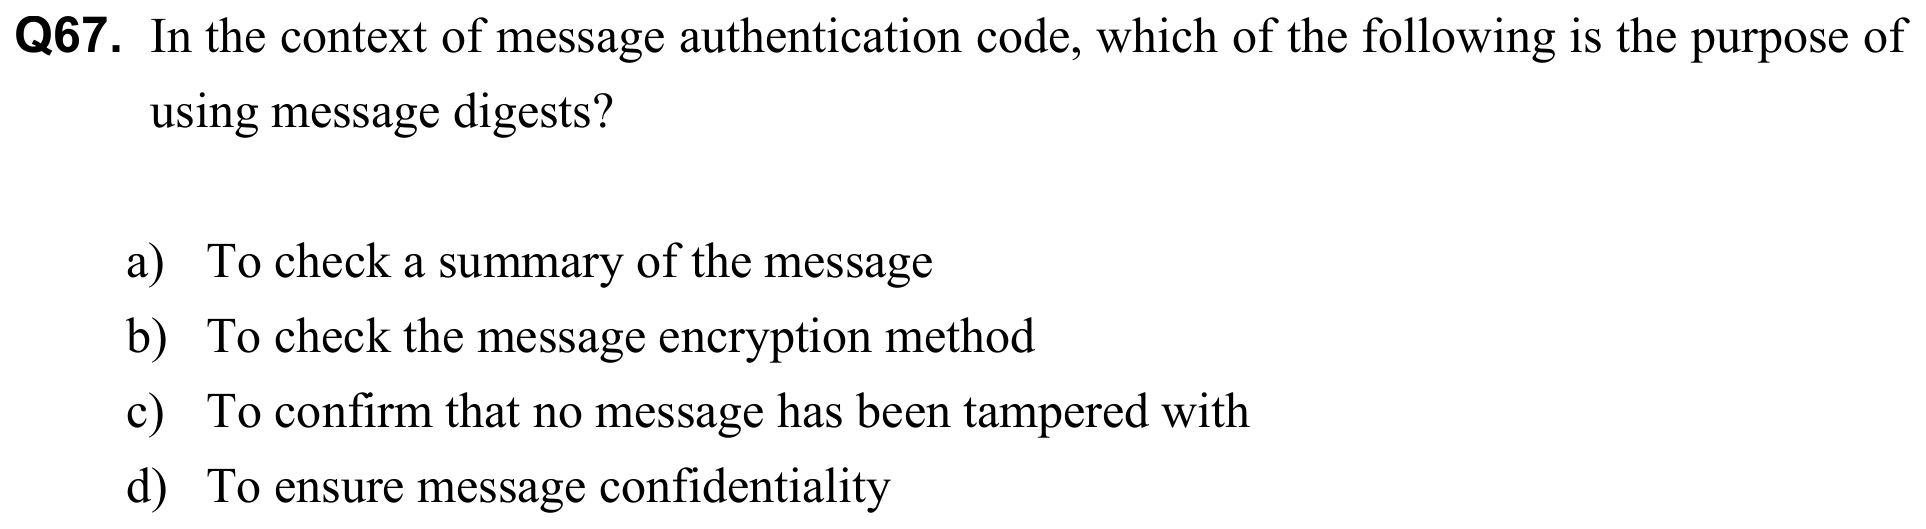 Q67. In the context of message authentication code, which of the following is the purpose of
using message digests?
a) To check a summary of the message
b) To check the message encryption method
c) To confirm that no message has been tampered with
d) To ensure message confidentiality